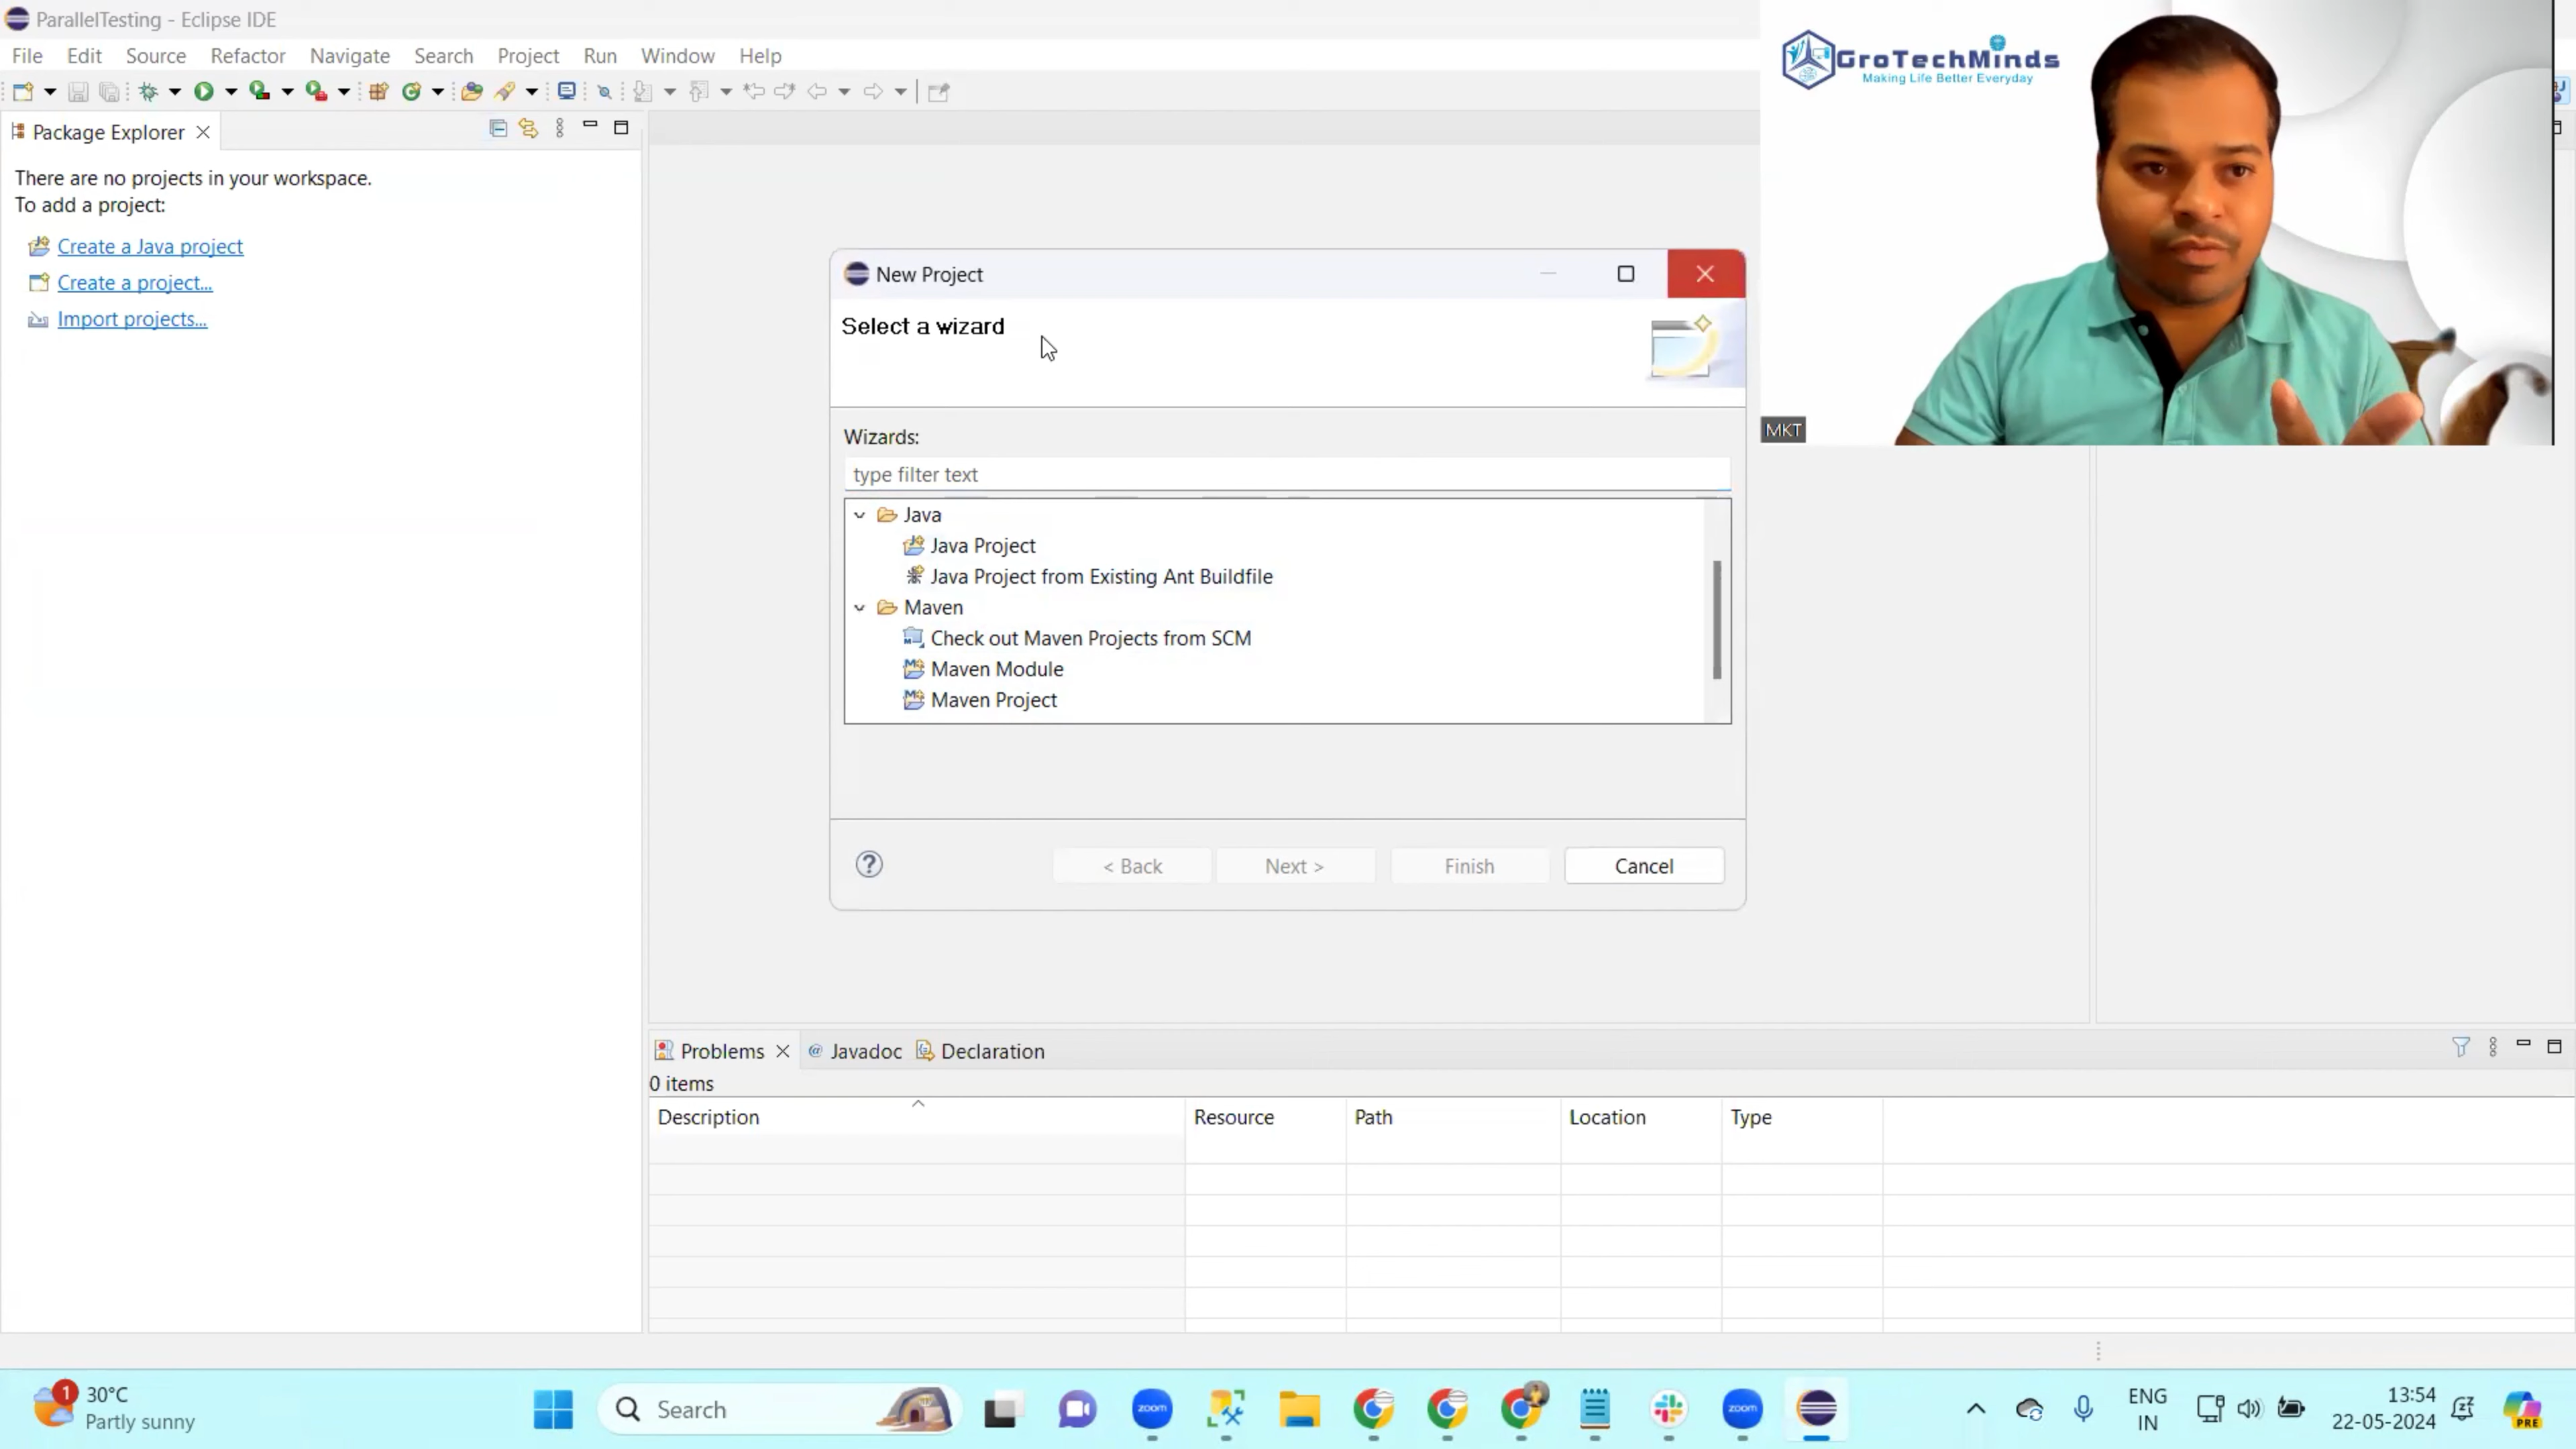 ParallelTesting - Eclipse IDE
File Edit Source Refactor Navigate Search Project Run Window Help
Package Explorer
There are no projects in your workspace.
To add a project:
Create a Java project
Create a project...
Import projects...
New Project
Select a wizard
Wizards:
type filter text
Java
Java Project
Java Project from Existing Ant Buildfile
Maven
Check out Maven Projects from SCM
Maven Module
Maven Project
< Back Next > Finish Cancel
GroTechMinds
Making Life Better Everyday
MKT
Problems Javadoc Declaration
0 items
Description Resource Path Location Type
1
30°C
Partly sunny
Search
zoom
zoom
ENG
IN
13:54
22-05-2024
PRE